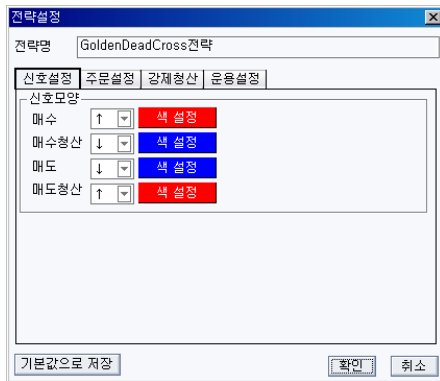 전략설정
전략명 GoldenDeadCross전략
신호설정 주문설정 강제청산 운용설정
신호모양
매수 ↑ 색 설정
매수청산 ↓ 색 설정
매도 ↓ 색 설정
매도청산 ↑ 색 설정
기본값으로 저장 확인 취소